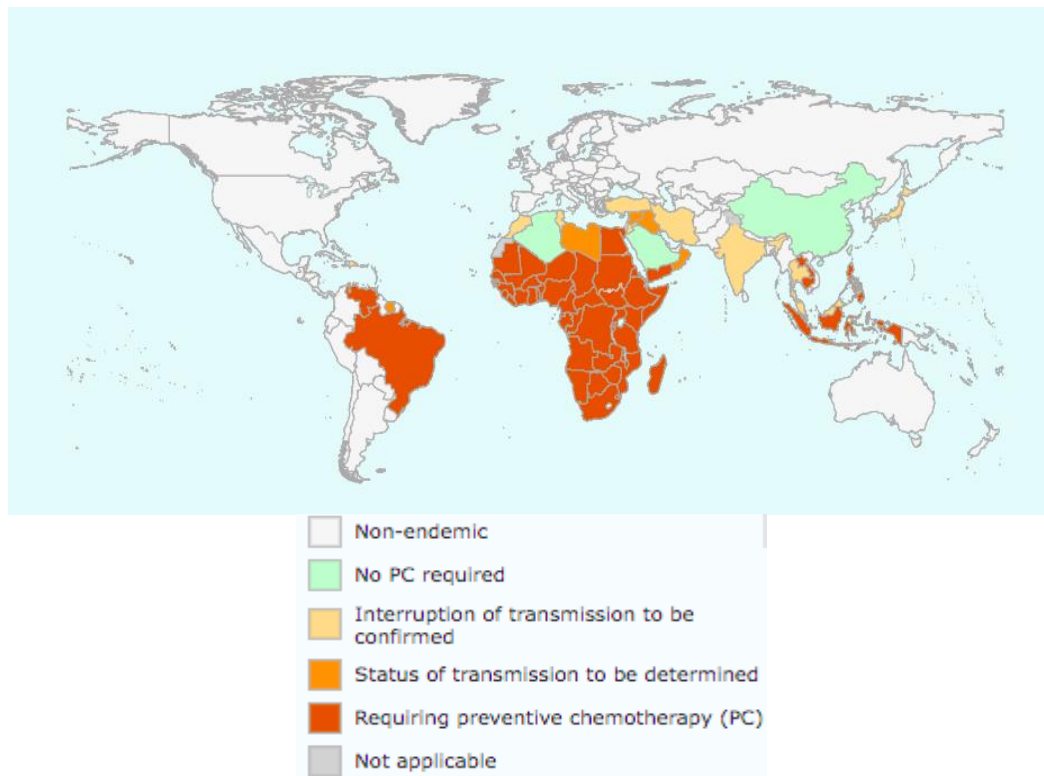 Non-endemic
No PC required
Interruption of transmission to be
confirmed
Status of transmission to be determined
Requiring preventive chemotherapy (PC)
Not applicable